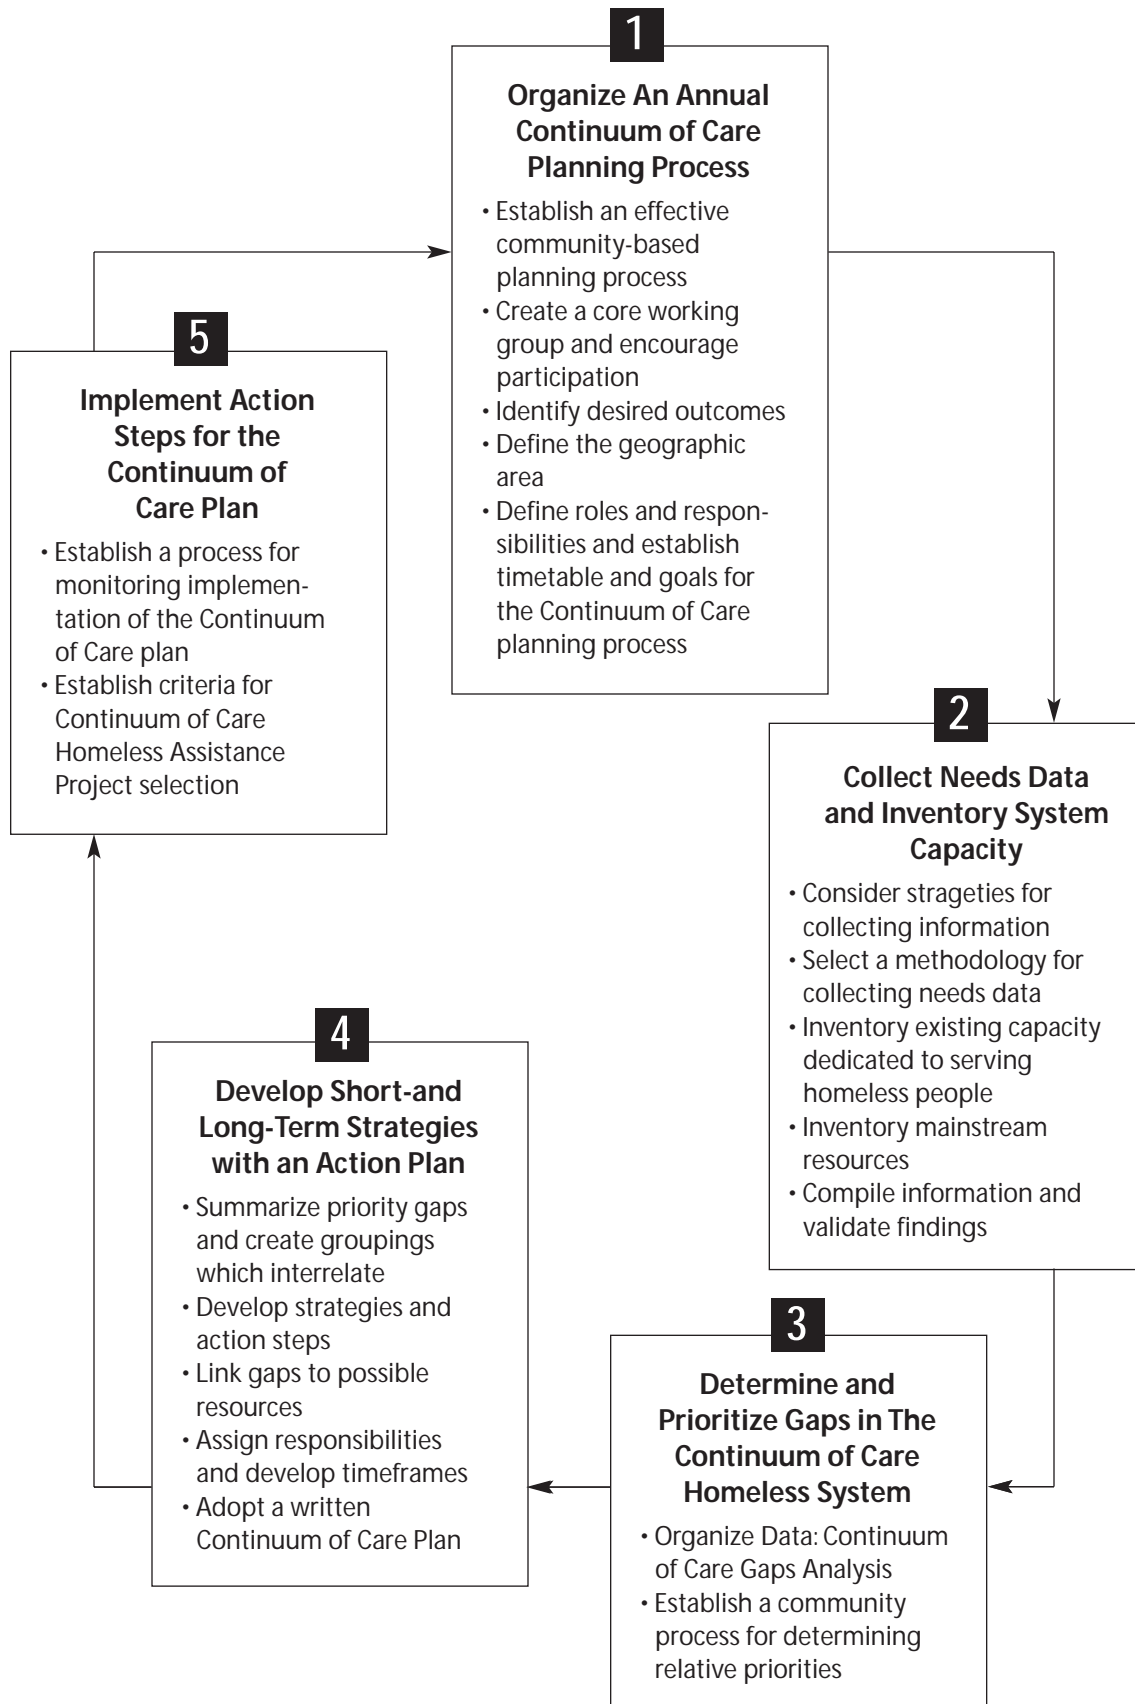 1
Organize An Annual
Continuum of Care
Planning Process
• Establish an effective
community-based
planning process
• Create a core working
group and encourage
participation
• Identify desired outcomes
• Define the geographic
area
• Define roles and respon-
sibilities and establish
timetable and goals for
the Continuum of Care
planning process
2
Collect Needs Data
and Inventory System
Capacity
• Consider strageties for
collecting information
• Select a methodology for
collecting needs data
• Inventory existing capacity
dedicated to serving
homeless people
• Inventory mainstream
resources
• Compile information and
validate findings
3
Determine and
Prioritize Gaps in The
Continuum of Care
Homeless System
• Organize Data: Continuum
of Care Gaps Analysis
• Establish a community
process for determining
relative priorities
4
Develop Short-and
Long-Term Strategies
with an Action Plan
• Summarize priority gaps
and create groupings
which interrelate
• Develop strategies and
action steps
• Link gaps to possible
resources
• Assign responsibilities
and develop timeframes
• Adopt a written
Continuum of Care Plan
5
Implement Action
Steps for the
Continuum of
Care Plan
• Establish a process for
monitoring implemen-
tation of the Continuum
of Care plan
• Establish criteria for
Continuum of Care
Homeless Assistance
Project selection